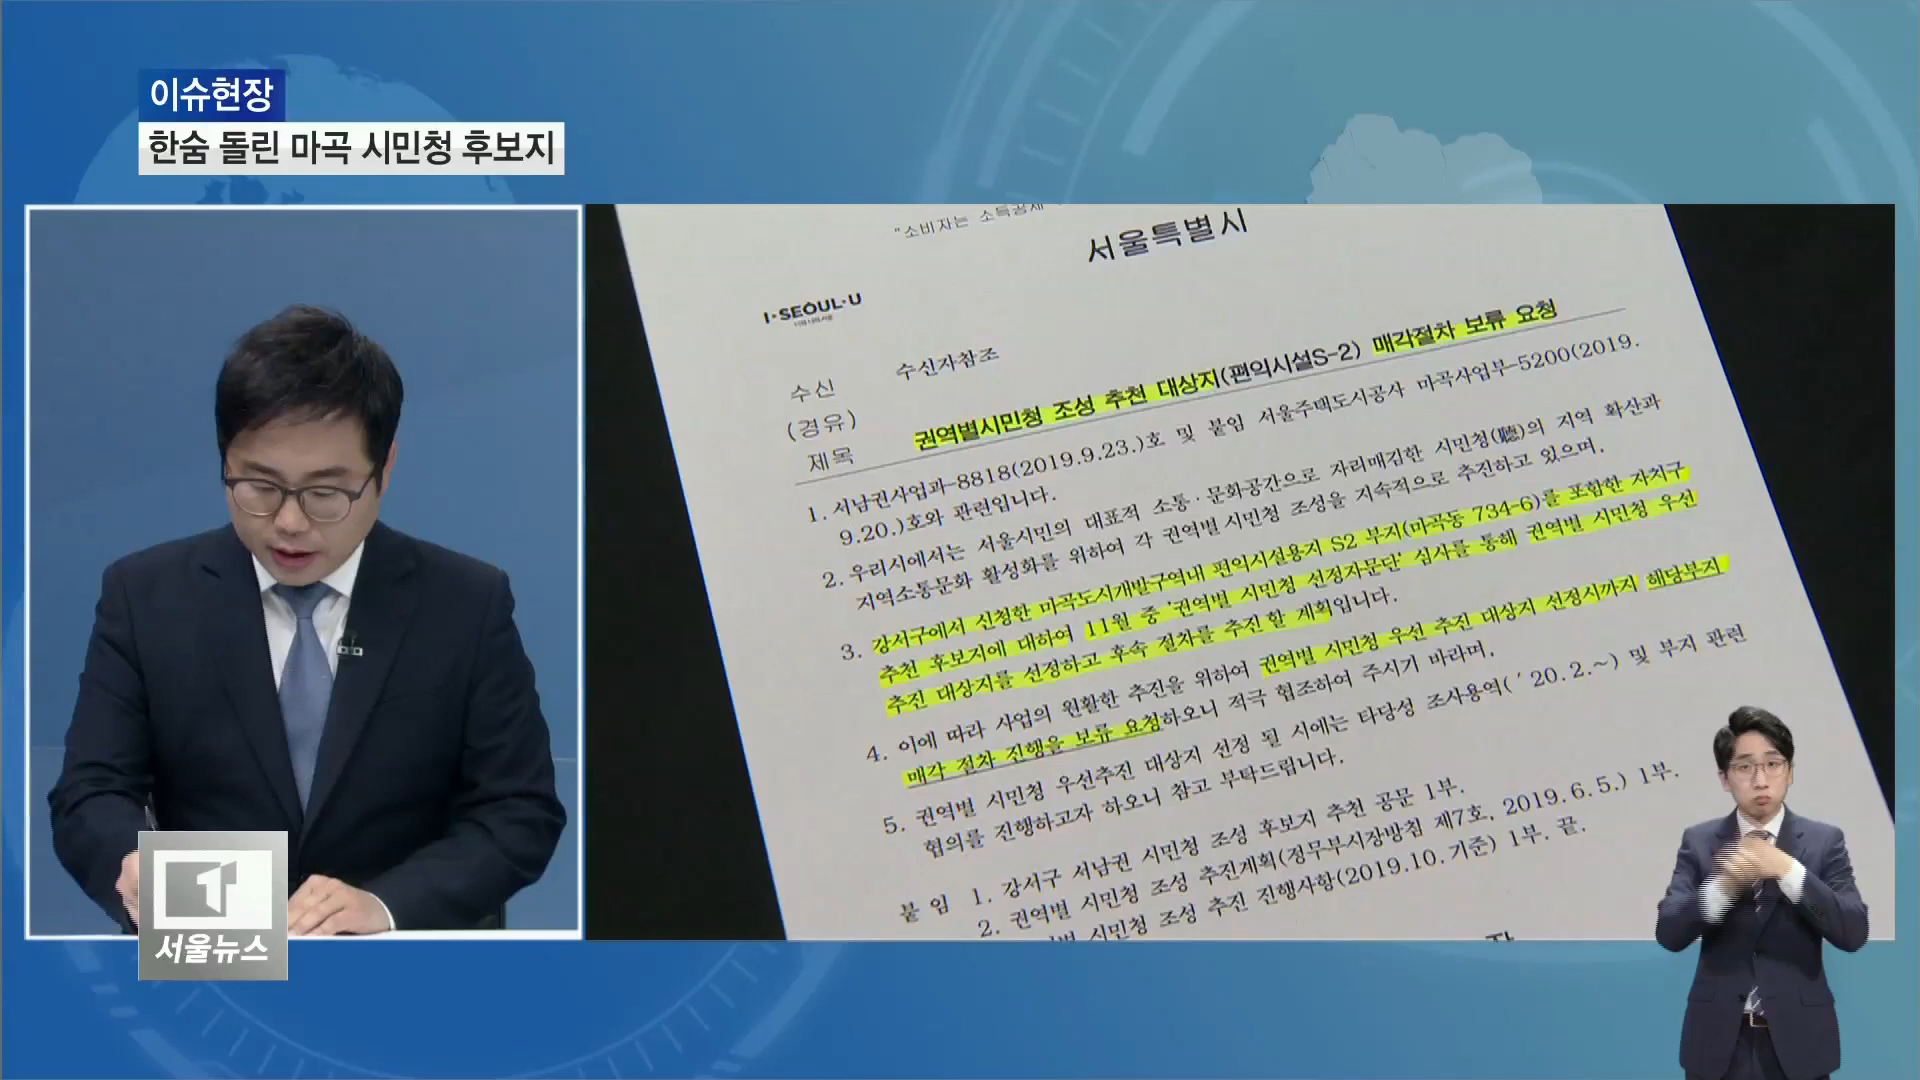 이슈현장
한숨 돌린 마곡 시민청 후보지
"소비자는 소득공제
서울특별시
I·SEOUL·U
수신 수신자참조
(경유)
제목 권역별시민청 조성 추천 대상지(편의시설S-2) 매각절차 보류 요청
1. 서남권사업과-8818(2019.9.23.)호 및 붙임 서울주택도시공사 마곡사업부-5200(2019.
9.20.)호와 관련입니다.
2. 우리시에서는 서울시민의 대표적 소통·문화공간으로 자리매김한 시민청(聽)의 지역 확산과
지역소통문화 활성화를 위하여 각 권역별 시민청 조성을 지속적으로 추진하고 있으며,
3. 강서구에서 신청한 마곡도시개발구역내 편익시설용지 S2 부지(마곡동 734-6)를 포함한 자치구
추천 후보지에 대하여 11월 중 '권역별 시민청 선정자문단' 심사를 통해 권역별 시민청 우선
추진 대상지를 선정하고 후속 절차를 추진할 계획입니다.
4. 이에 따라 사업의 원활한 추진을 위하여 권역별 시민청 우선 추진 대상지 선정시까지 해당부지
매각 절차 진행을 보류 요청하오니 적극 협조하여 주시기 바라며,
5. 권역별 시민청 우선추진 대상지 선정 될 시에는 타당성 조사용역('20.2.~) 및 부지 관련
협의를 진행하고자 하오니 참고 부탁드립니다.
붙임 1. 강서구 서남권 시민청 조성 후보지 추천 공문 1부.
2. 권역별 시민청 조성 추진계획(정무부시장방침 제7호, 2019.6.5.) 1부.
시민청 조성 추진 진행사항(2019.10.기준) 1부. 끝.
서울뉴스